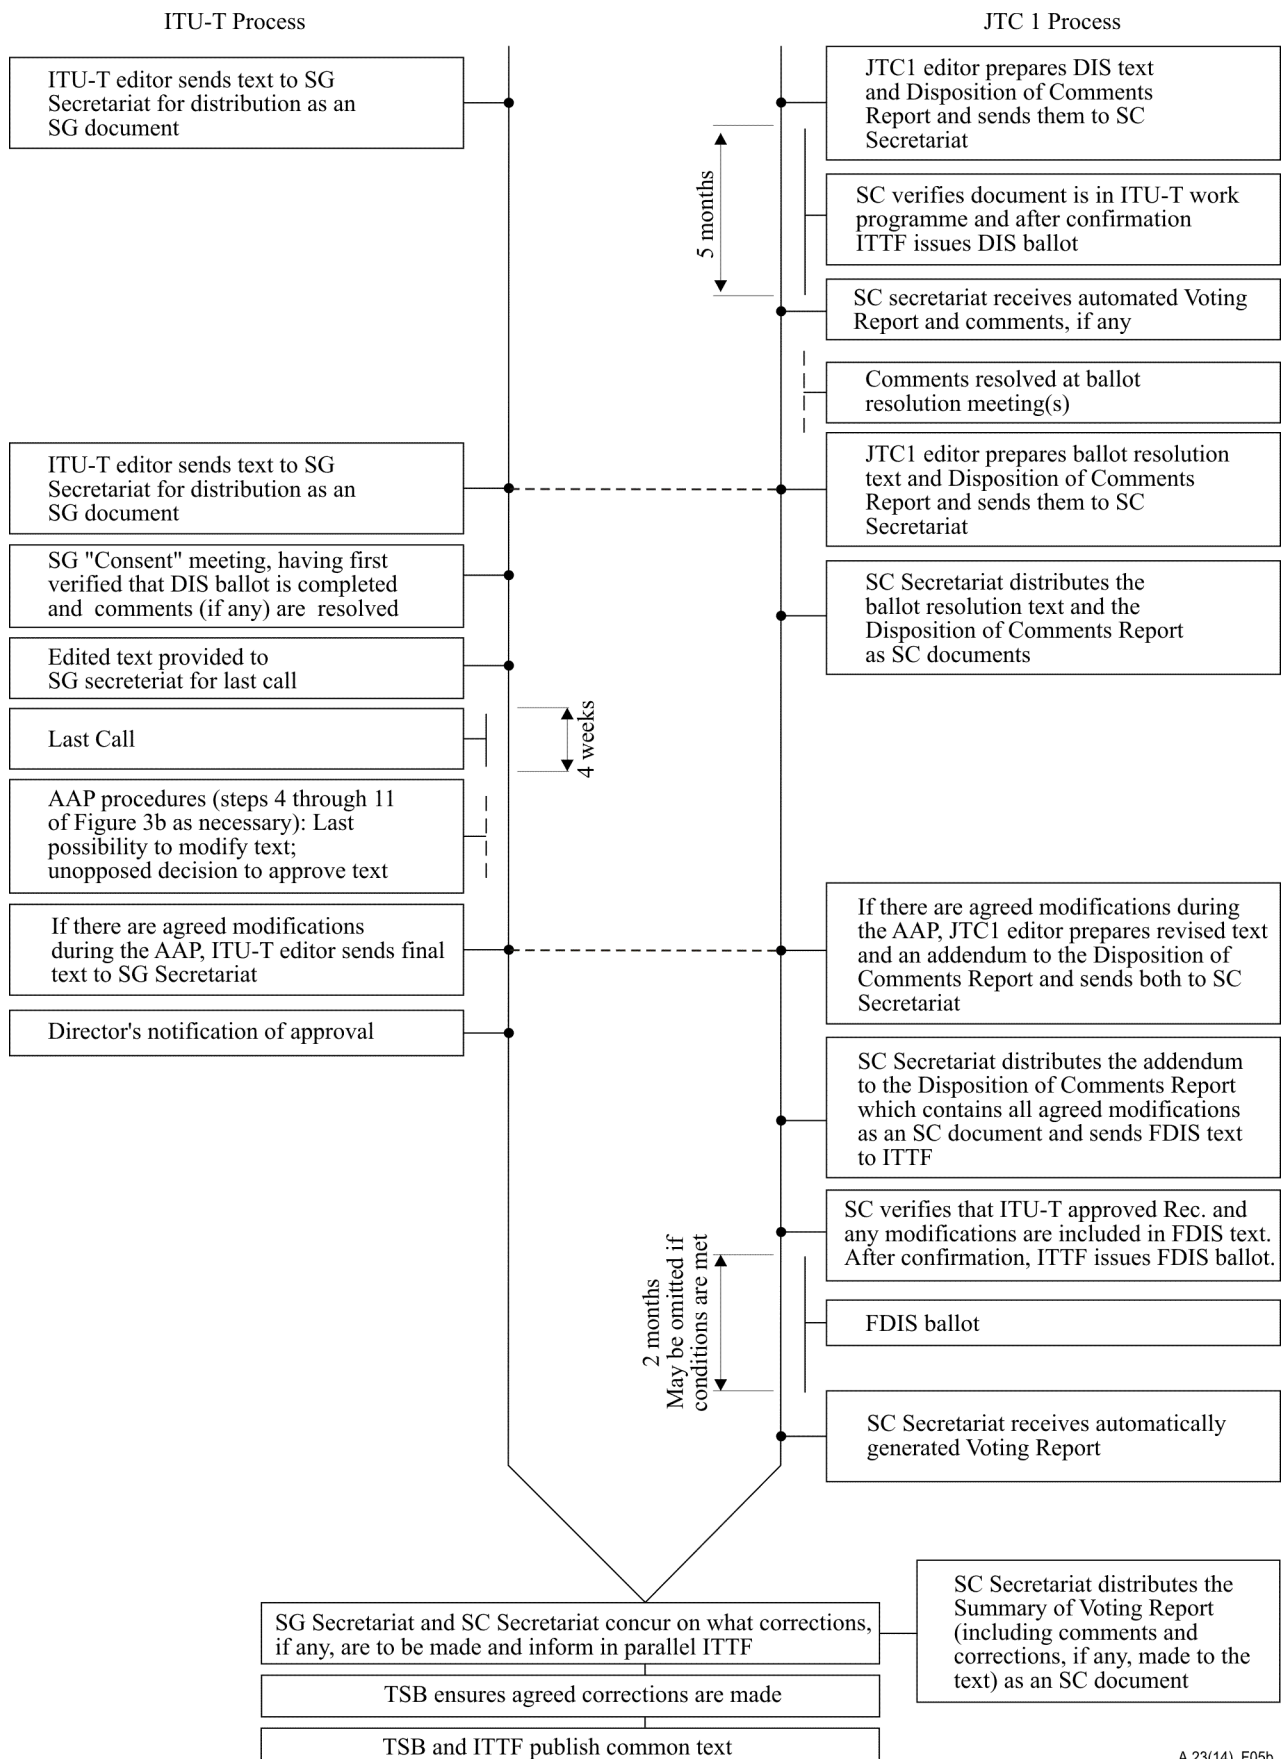 ITU-T Process
JTC 1 Process
ITU-T editor sends text to SG
Secretariat for distribution as an
SG document
JTC1 editor prepares DIS text
and Disposition of Comments
Report and sends them to SC
Secretariat
5 months
SC verifies document is in ITU-T work
programme and after confirmation
ITTF issues DIS ballot
SC secretariat receives automated Voting
Report and comments, if any
Comments resolved at ballot
resolution meeting(s)
ITU-T editor sends text to SG
Secretariat for distribution as an
SG document
JTC1 editor prepares ballot resolution
text and Disposition of Comments
Report and sends them to SC
Secretariat
SG "Consent" meeting, having first
verified that DIS ballot is completed
and comments (if any) are resolved
SC Secretariat distributes the
ballot resolution text and the
Disposition of Comments Report
as SC documents
Edited text provided to
SG secreteriat for last call
Last Call
4 weeks
AAP procedures (steps 4 through 11
of Figure 3b as necessary): Last
possibility to modify text;
unopposed decision to approve text
If there are agreed modifications
during the AAP, ITU-T editor sends final
text to SG Secretariat
If there are agreed modifications during
the AAP, JTC1 editor prepares revised text
and an addendum to the Disposition of
Comments Report and sends both to SC
Secretariat
Director's notification of approval
SC Secretariat distributes the addendum
to the Disposition of Comments Report
which contains all agreed modifications
as an SC document and sends FDIS text
to ITTF
SC verifies that ITU-T approved Rec. and
any modifications are included in FDIS text.
After confirmation, ITTF issues FDIS ballot.
2 months
May be omitted if
conditions are met
FDIS ballot
SC Secretariat receives automatically
generated Voting Report
SC Secretariat distributes the
Summary of Voting Report
(including comments and
corrections, if any, made to the
text) as an SC document
SG Secretariat and SC Secretariat concur on what corrections,
if any, are to be made and inform in parallel ITTF
TSB ensures agreed corrections are made
TSB and ITTF publish common text
A.23(14)_F05b